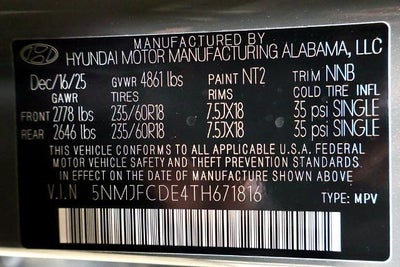 MANUFACTURED BY
HYUNDAI MOTOR MANUFACTURING ALABAMA, LLC
Dec/16/25 GVWR 4861 lbs PAINT NT2 TRIM NNB
GAWR TIRES RIMS COLD TIRE INFL
FRONT 2778 lbs 235/60R18 7.5JX18 35 psi SINGLE
REAR 2646 lbs 235/60R18 7.5JX18 35 psi SINGLE
THIS VEHICLE CONFORMS TO ALL APPLICABLE U.S.A FEDERAL
MOTOR VEHICLE SAFETY AND THEFT PREVENTION STANDARDS
IN EFFECT ON THE DATE OF MANUFACTURE SHOWN ABOVE
V.I.N 5NMJFCDE4TH671816 TYPE: MPV